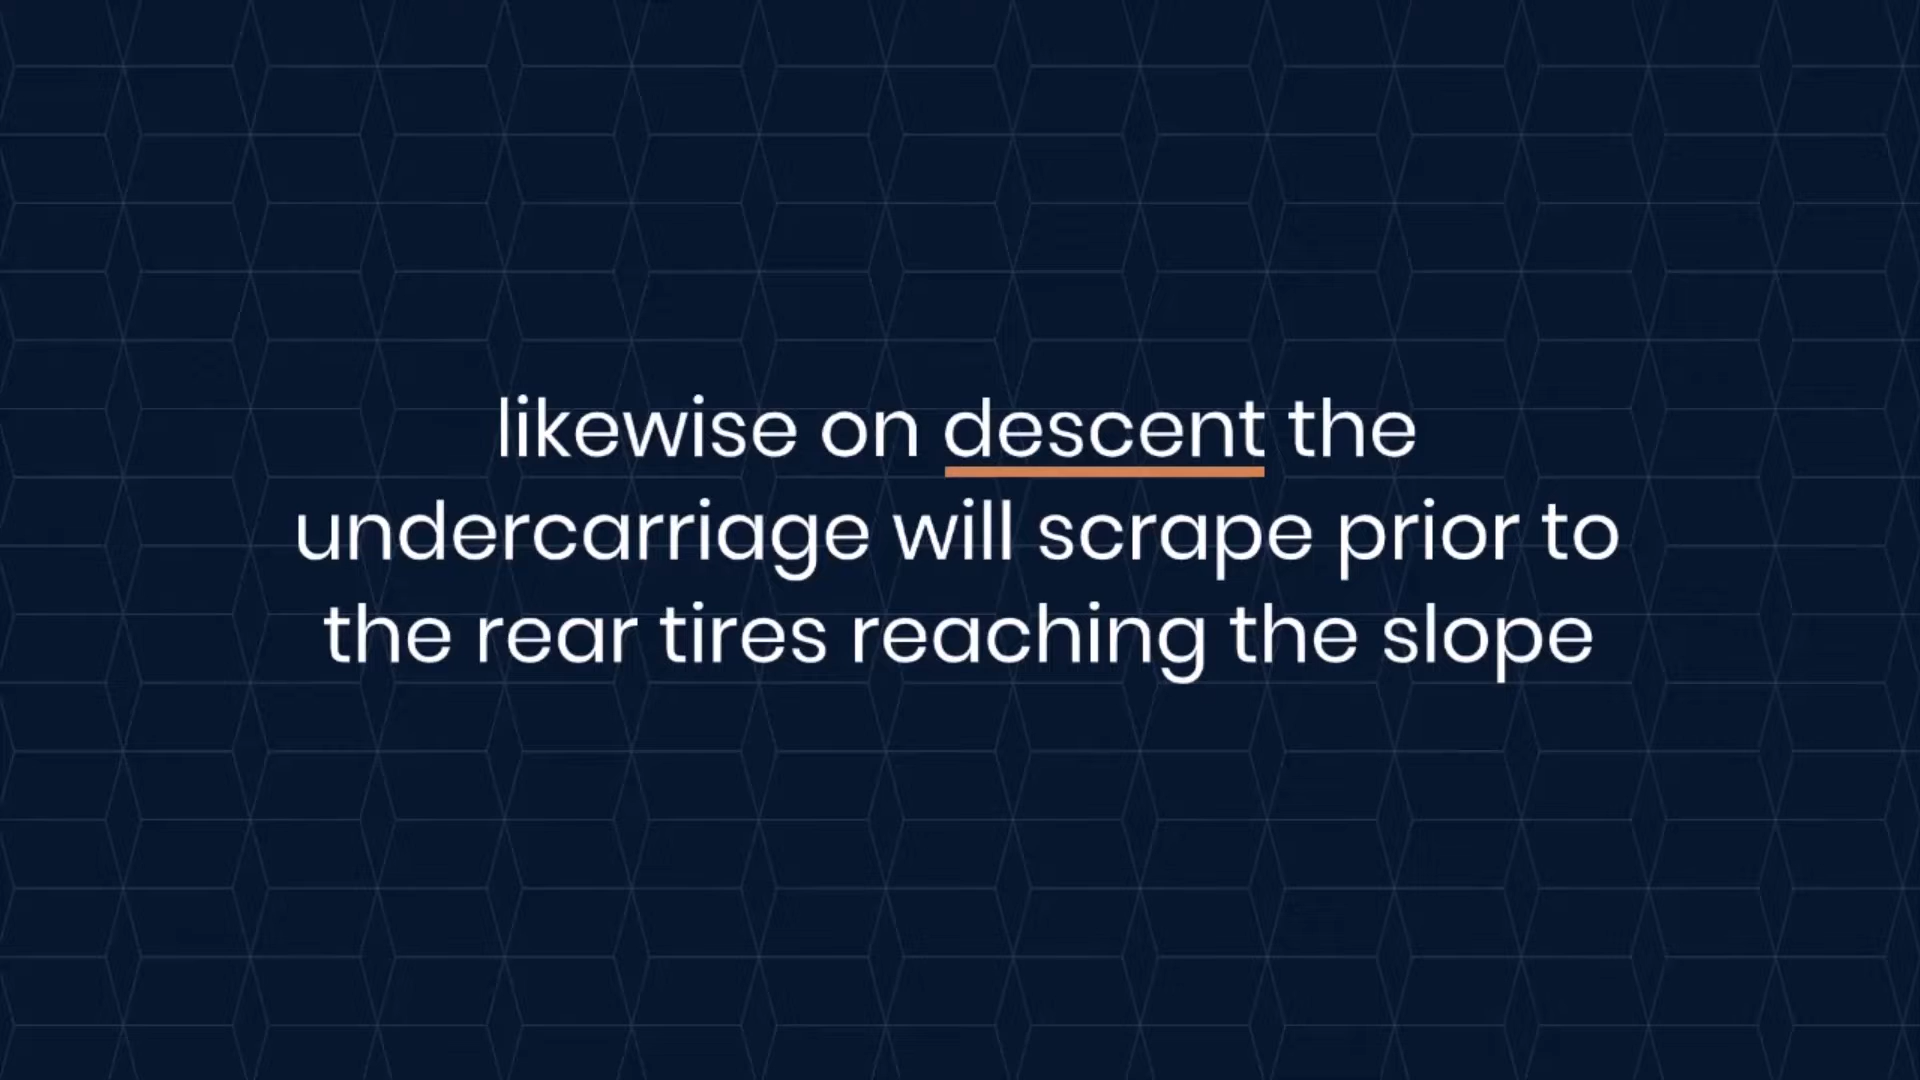 likewise on descent the
undercarriage will scrape prior to
the rear tires reaching the slope